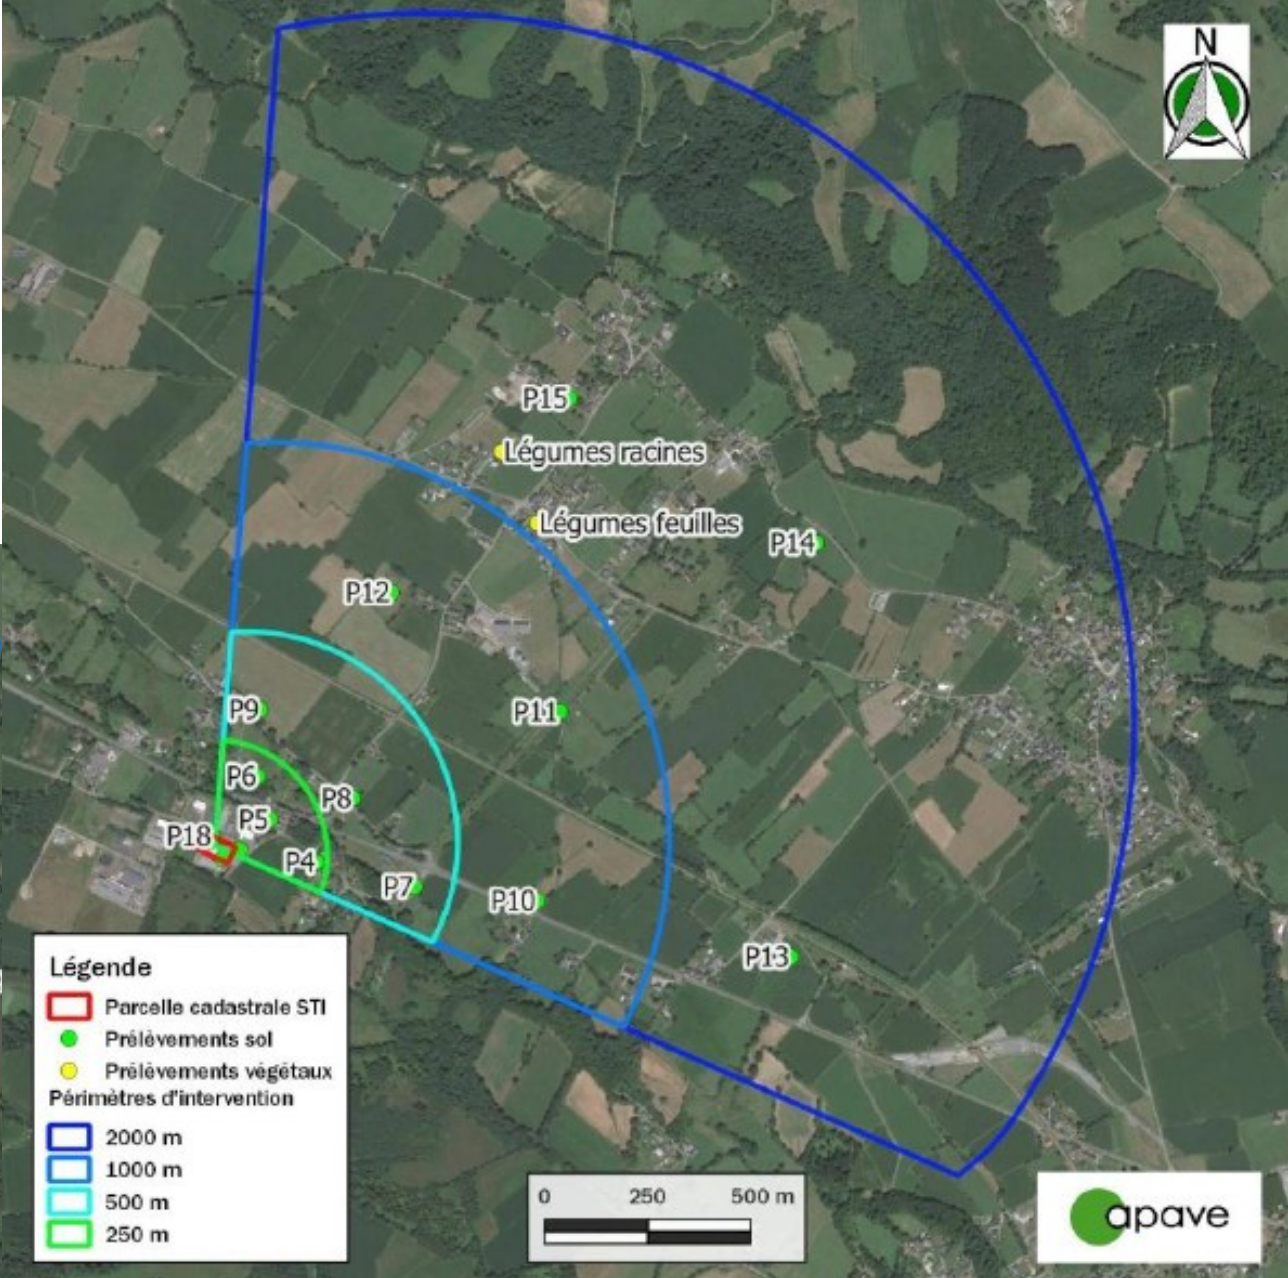 N
P15
Légumes racines
Légumes feuilles
P14
P12
P9
P11
P6
P8
P5
P18
P4
P7
P10
P13
Légende
Parcelle cadastrale STI
Prélèvements sol
Prélèvements végétaux
Périmètres d'intervention
2000 m
1000 m
500 m
250 m
0 250 500 m
apave